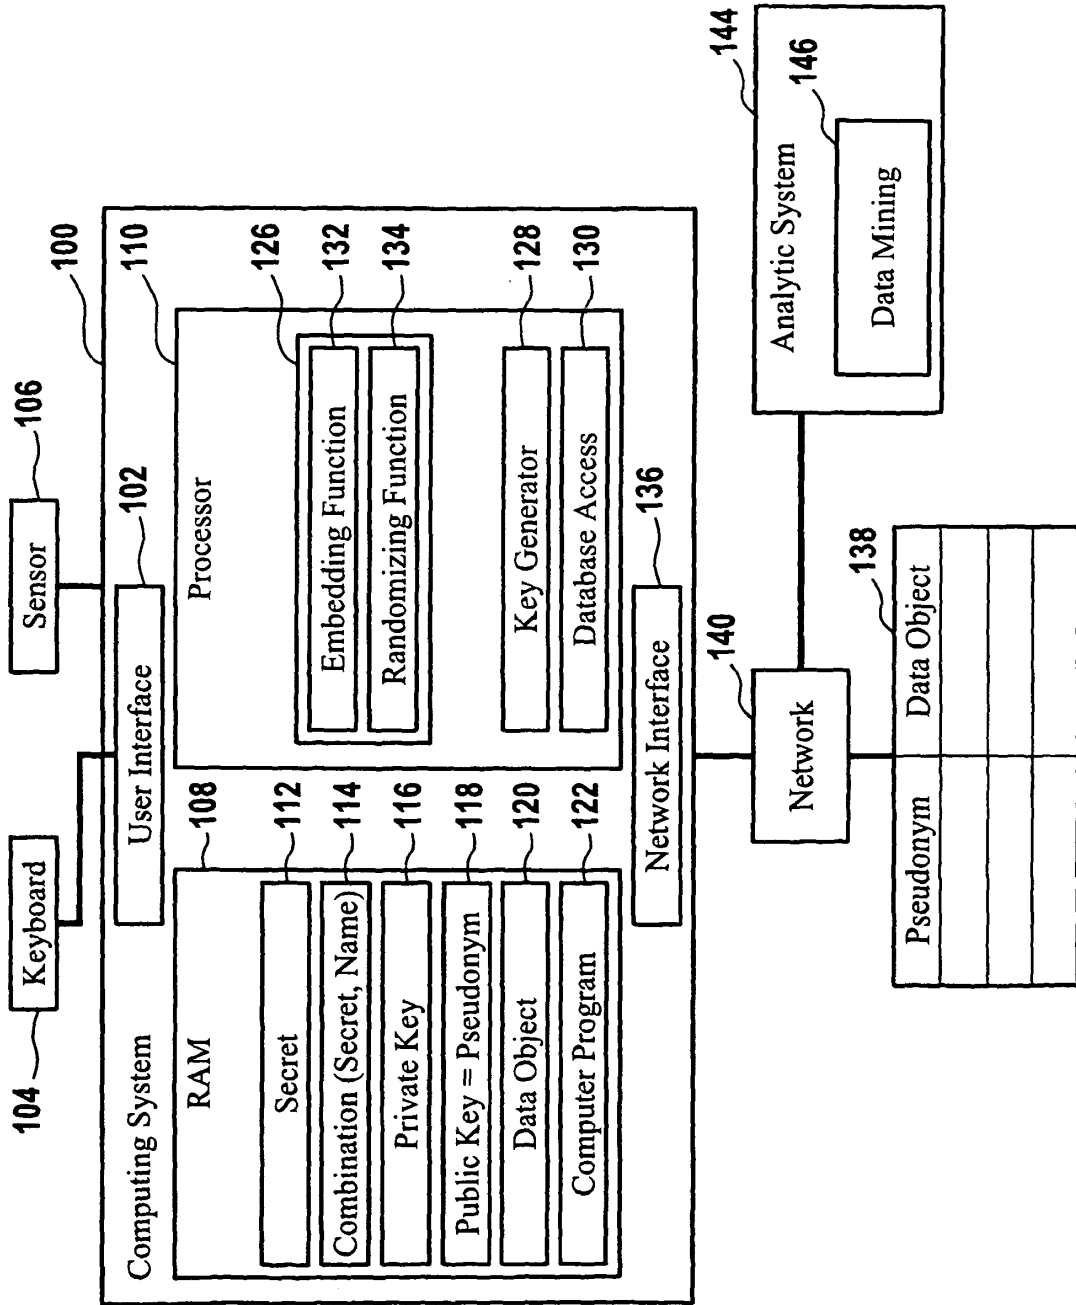 104
Keyboard
Sensor
106
Computing System
100
User Interface
102
RAM
108
Secret
112
Combination (Secret, Name)
114
Private Key
116
Public Key = Pseudonym
118
Data Object
120
Computer Program
122
Processor
110
126
Embedding Function
132
Randomizing Function
134
Key Generator
128
Database Access
130
Network Interface
136
Network
140
Pseudonym
Data Object
138
Analytic System
144
Data Mining
146